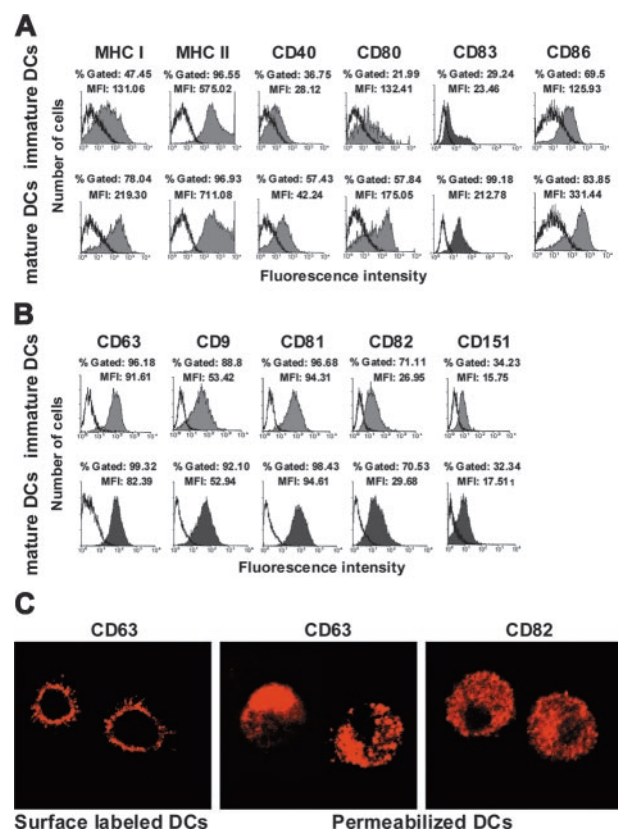 A
MHC I MHC II CD40 CD80 CD83 CD86
immature DCs
mature DCs
Number of cells
% Gated: 47.45 % Gated: 96.55 % Gated: 36.75 % Gated: 21.99 % Gated: 29.24 % Gated: 69.5
MFI: 131.06 MFI: 575.02 MFI: 28.12 MFI: 132.41 MFI: 23.46 MFI: 125.93
% Gated: 78.04 % Gated: 96.93 % Gated: 57.43 % Gated: 57.84 % Gated: 99.18 % Gated: 83.85
MFI: 219.30 MFI: 711.08 MFI: 42.24 MFI: 175.05 MFI: 212.78 MFI: 331.44
Fluorescence intensity
B
CD63 CD9 CD81 CD82 CD151
immature DCs
mature DCs
Number of cells
% Gated: 96.18 % Gated: 88.8 % Gated: 96.68 % Gated: 71.11 % Gated: 34.23
MFI: 91.61 MFI: 53.42 MFI: 94.31 MFI: 26.95 MFI: 15.75
% Gated: 99.32 % Gated: 92.10 % Gated: 98.43 % Gated: 70.53 % Gated: 32.34
MFI: 82.39 MFI: 52.94 MFI: 94.61 MFI: 29.68 MFI: 17.51
Fluorescence intensity
C
CD63 CD63 CD82
Surface labeled DCs Permeabilized DCs